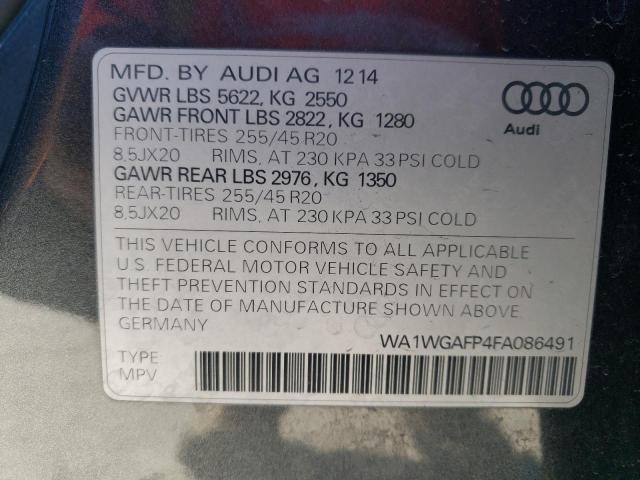 MFD. BY AUDI AG 12 14
GVWR LBS 5622, KG 2550
GAWR FRONT LBS 2822, KG 1280
FRONT-TIRES 255/45 R20
8,5JX20 RIMS, AT 230 KPA 33 PSI COLD
GAWR REAR LBS 2976, KG 1350
REAR-TIRES 255/45 R20
8,5JX20 RIMS, AT 230 KPA 33 PSI COLD
Audi
THIS VEHICLE CONFORMS TO ALL APPLICABLE
U.S. FEDERAL MOTOR VEHICLE SAFETY AND
THEFT PREVENTION STANDARDS IN EFFECT ON
THE DATE OF MANUFACTURE SHOWN ABOVE.
GERMANY
WA1WGAFP4FA086491
TYPE
MPV